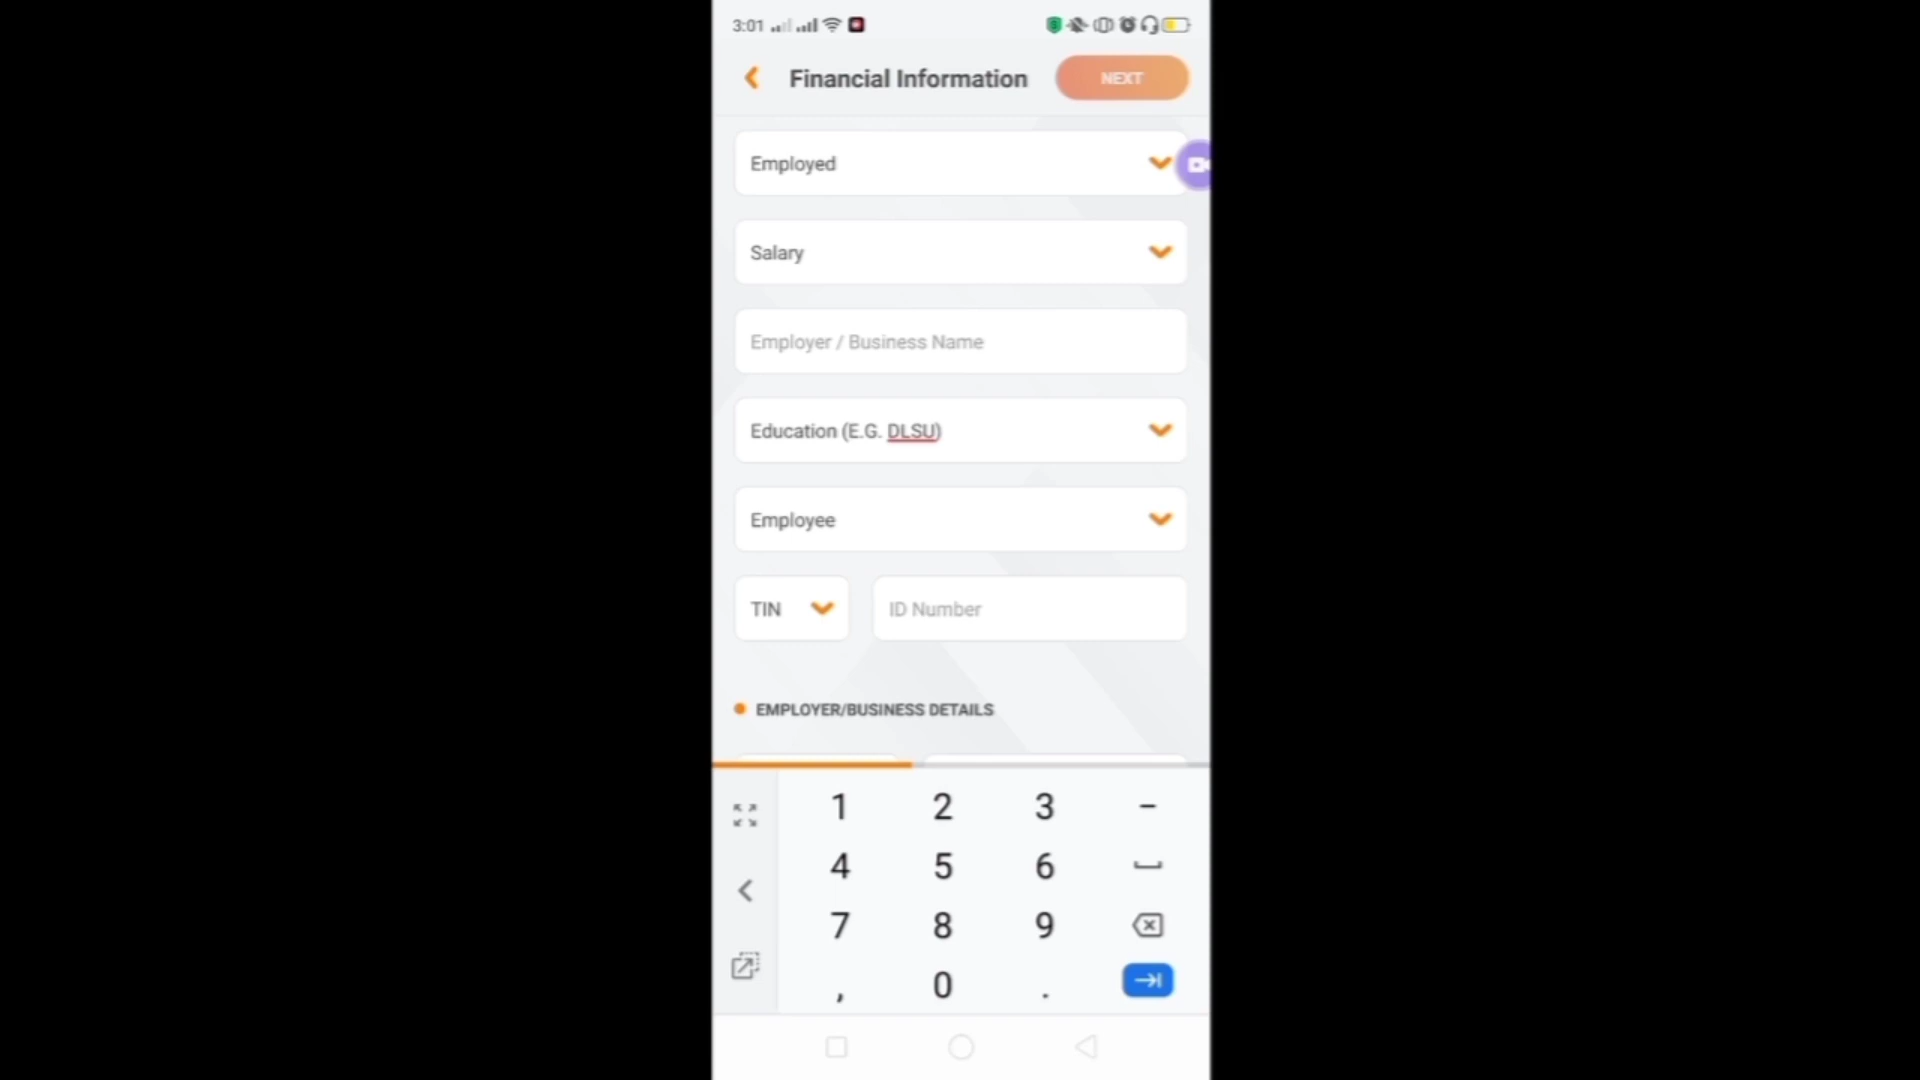 3:01
Financial Information
NEXT
Employed
Salary
Employer / Business Name
Education (E.G. DLSU)
Employee
TIN
ID Number
EMPLOYER/BUSINESS DETAILS
1 2 3 -
4 5 6
7 8 9
, 0 .